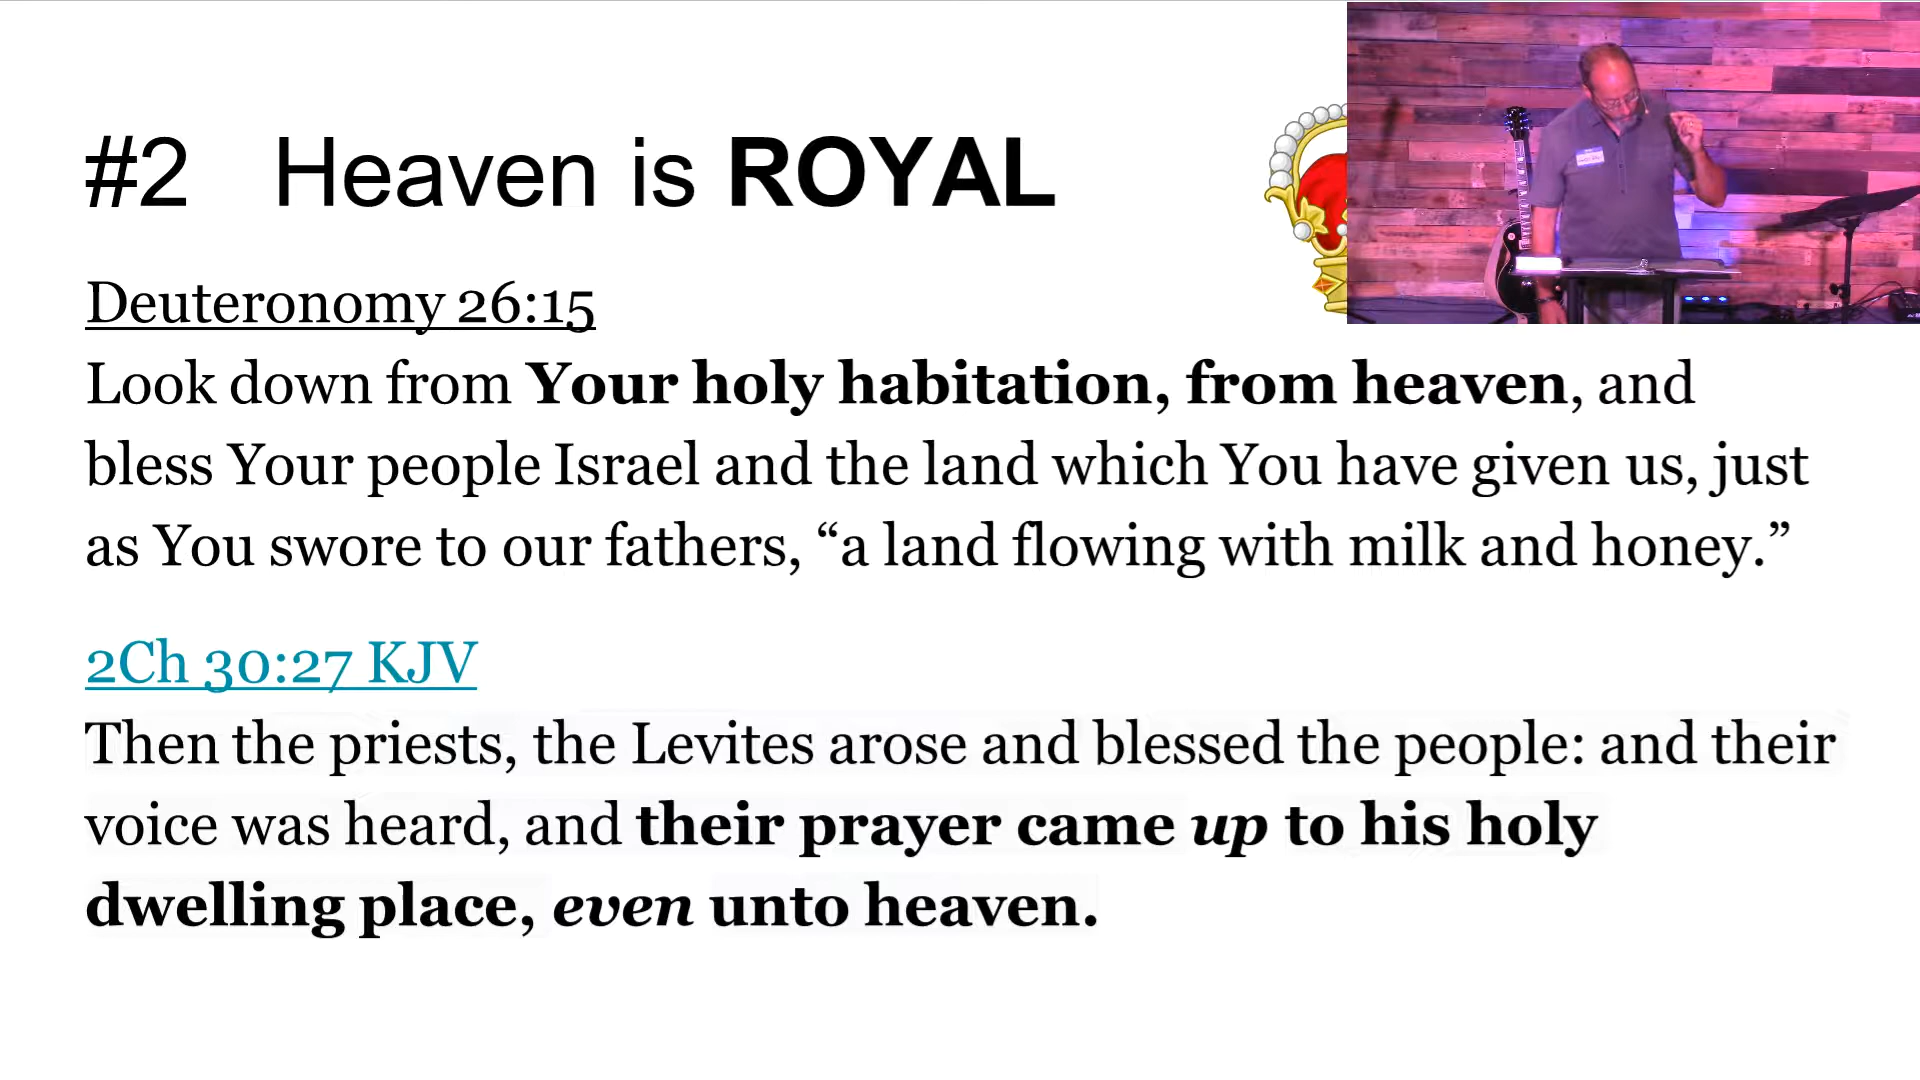 #2 Heaven is ROYAL
Deuteronomy 26:15
Look down from Your holy habitation, from heaven, and
bless Your people Israel and the land which You have given us, just
as You swore to our fathers, “a land flowing with milk and honey.”
2Ch 30:27 KJV
Then the priests, the Levites arose and blessed the people: and their
voice was heard, and their prayer came up to his holy
dwelling place, even unto heaven.